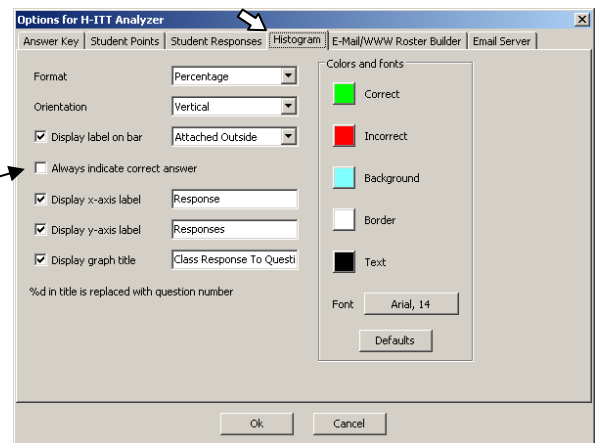 Options for H-ITT Analyzer
Answer Key Student Points Student Responses Histogram E-Mail/WWW Roster Builder Email Server
Format Percentage
Orientation Vertical
Display label on bar Attached Outside
Always indicate correct answer
Display x-axis label Response
Display y-axis label Responses
Display graph title Class Response To Questi
%d in title is replaced with question number
Colors and fonts
Correct
Incorrect
Background
Border
Text
Font Arial, 14
Defaults
Ok Cancel